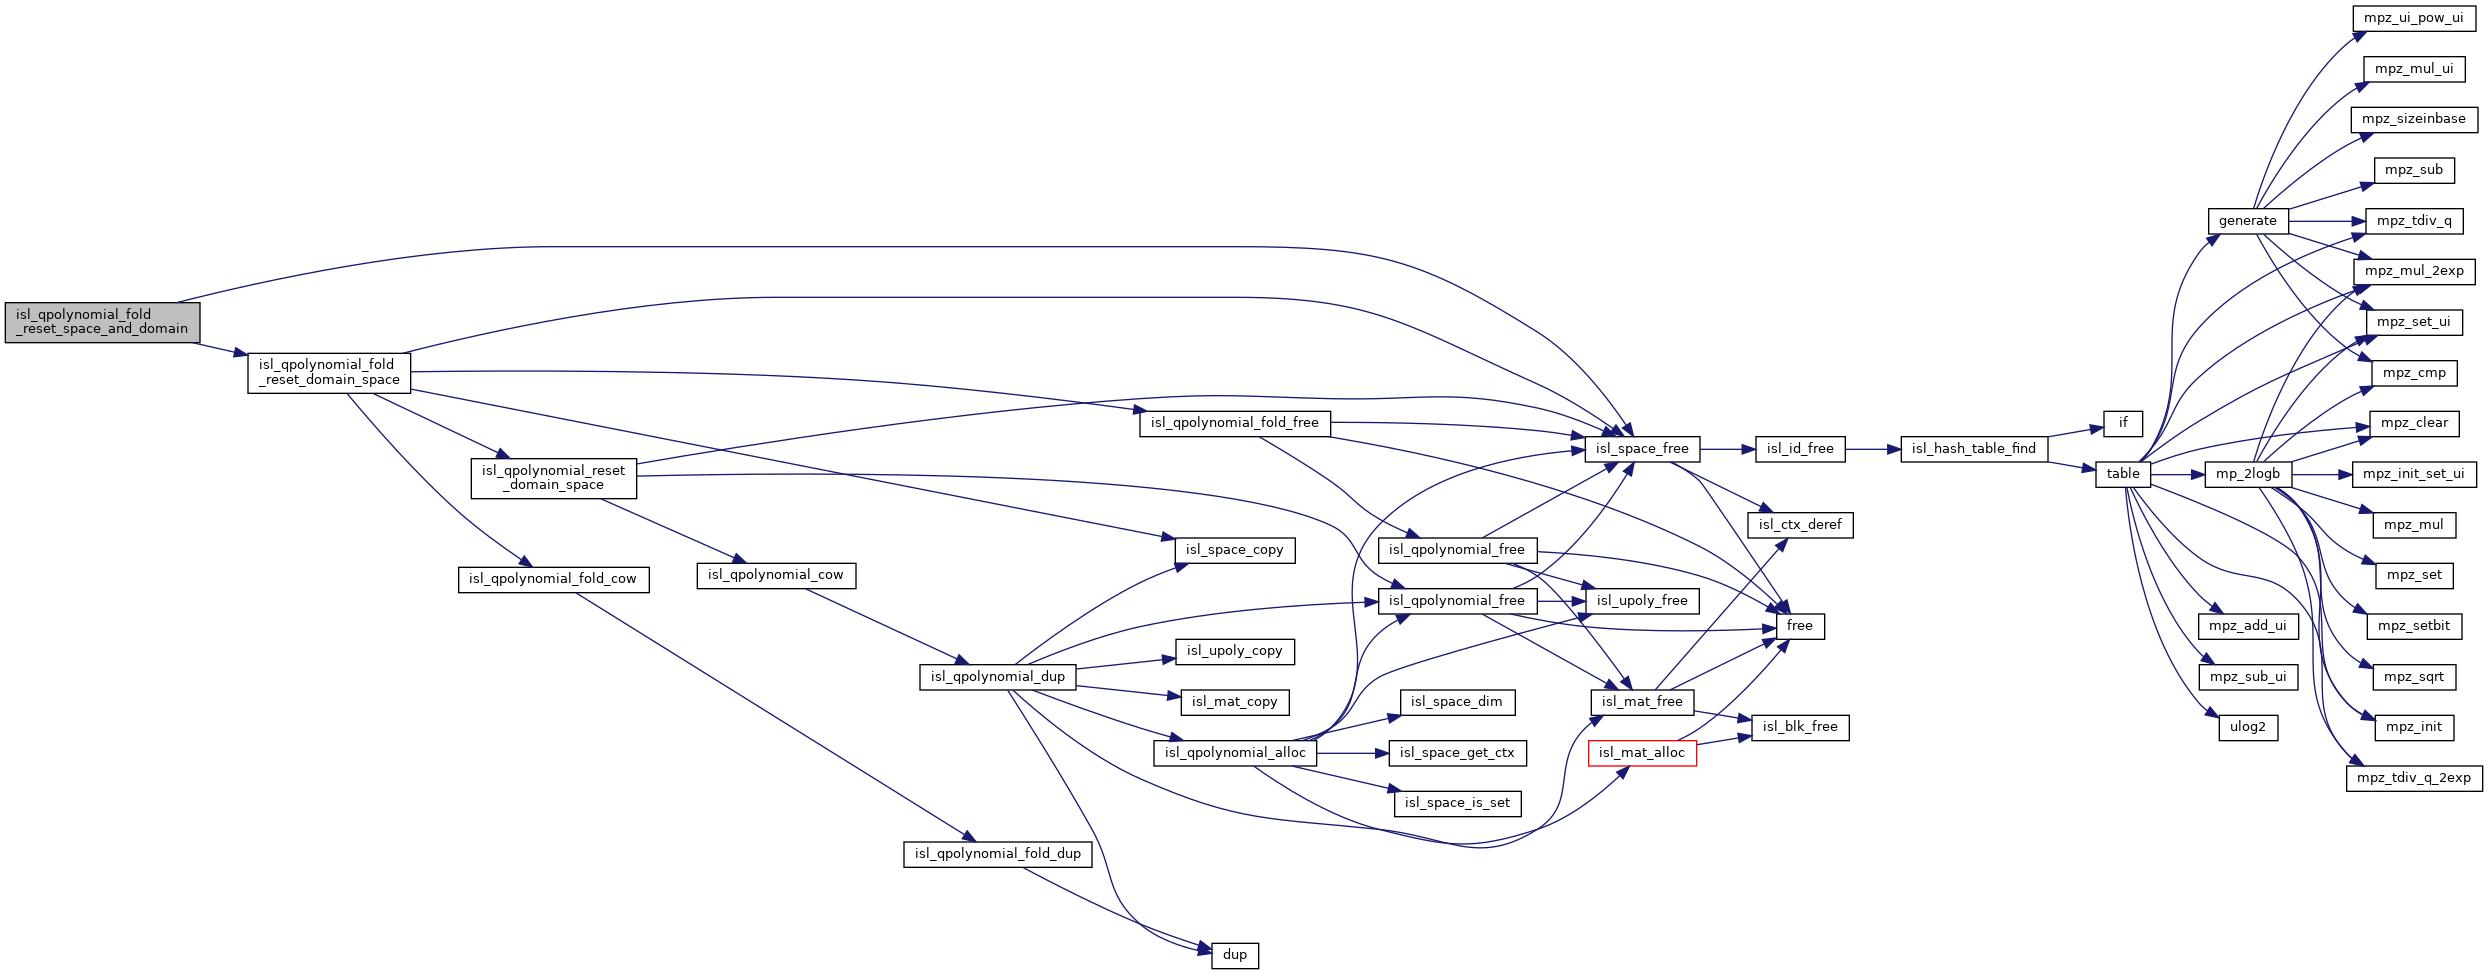 isl_qpolynomial_fold
_reset_space_and_domain
isl_qpolynomial_fold
_reset_domain_space
isl_qpolynomial_reset
_domain_space
isl_qpolynomial_fold_cow
isl_qpolynomial_cow
isl_qpolynomial_dup
isl_qpolynomial_fold_dup
isl_qpolynomial_fold_free
isl_space_copy
isl_upoly_copy
isl_mat_copy
isl_qpolynomial_alloc
dup
isl_qpolynomial_free
isl_qpolynomial_free
isl_space_dim
isl_space_get_ctx
isl_space_is_set
isl_space_free
isl_upoly_free
isl_mat_free
isl_mat_alloc
isl_id_free
isl_ctx_deref
free
isl_blk_free
isl_hash_table_find
if
table
generate
mp_2logb
mpz_add_ui
mpz_sub_ui
ulog2
mpz_ui_pow_ui
mpz_mul_ui
mpz_sizeinbase
mpz_sub
mpz_tdiv_q
mpz_mul_2exp
mpz_set_ui
mpz_cmp
mpz_clear
mpz_init_set_ui
mpz_mul
mpz_set
mpz_setbit
mpz_sqrt
mpz_init
mpz_tdiv_q_2exp